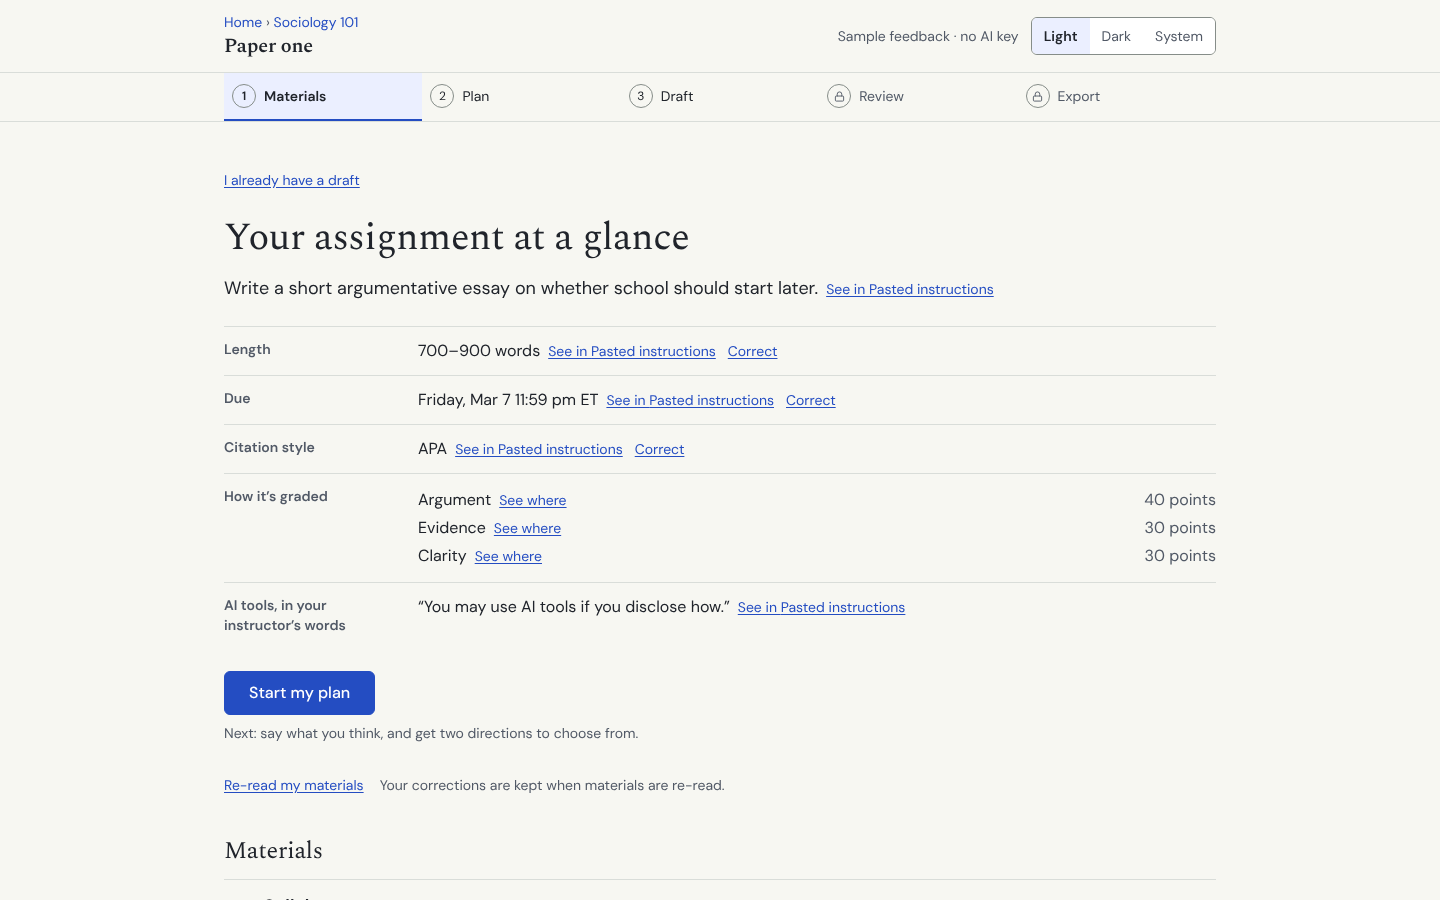 Home › Sociology 101
Paper one
Sample feedback · no AI key
Light Dark System
1 Materials
2 Plan
3 Draft
Review
Export
I already have a draft
Your assignment at a glance
Write a short argumentative essay on whether school should start later. See in Pasted instructions
Length
700–900 words See in Pasted instructions Correct
Due
Friday, Mar 7 11:59 pm ET See in Pasted instructions Correct
Citation style
APA See in Pasted instructions Correct
How it’s graded
Argument See where 40 points
Evidence See where 30 points
Clarity See where 30 points
AI tools, in your
instructor’s words
“You may use AI tools if you disclose how.” See in Pasted instructions
Start my plan
Next: say what you think, and get two directions to choose from.
Re-read my materials Your corrections are kept when materials are re-read.
Materials